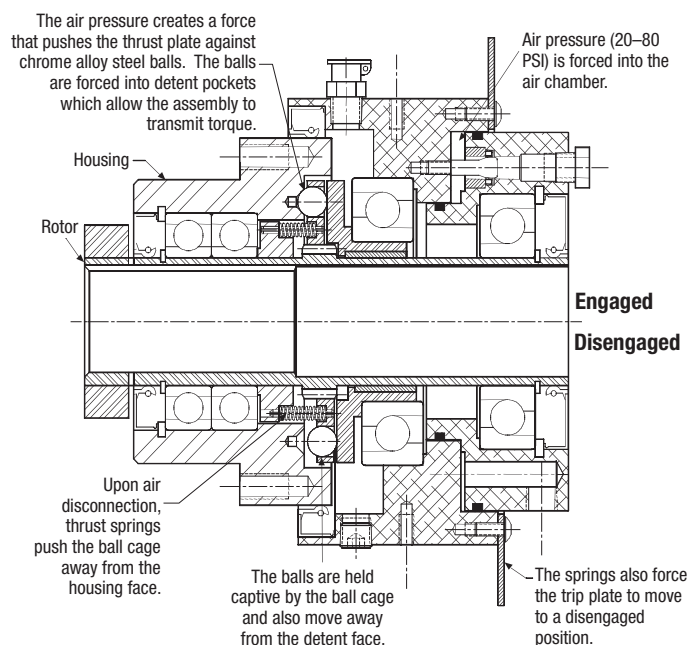 The air pressure creates a force
that pushes the thrust plate against
chrome alloy steel balls.  The balls
are forced into detent pockets
which allow the assembly to
transmit torque.
Air pressure (20–80
PSI) is forced into the
air chamber.
Housing
Rotor
Engaged
Disengaged
Upon air
disconnection,
thrust springs
push the ball cage
away from the
housing face.
The balls are held
captive by the ball cage
and also move away
from the detent face.
The springs also force
the trip plate to move
to a disengaged
position.